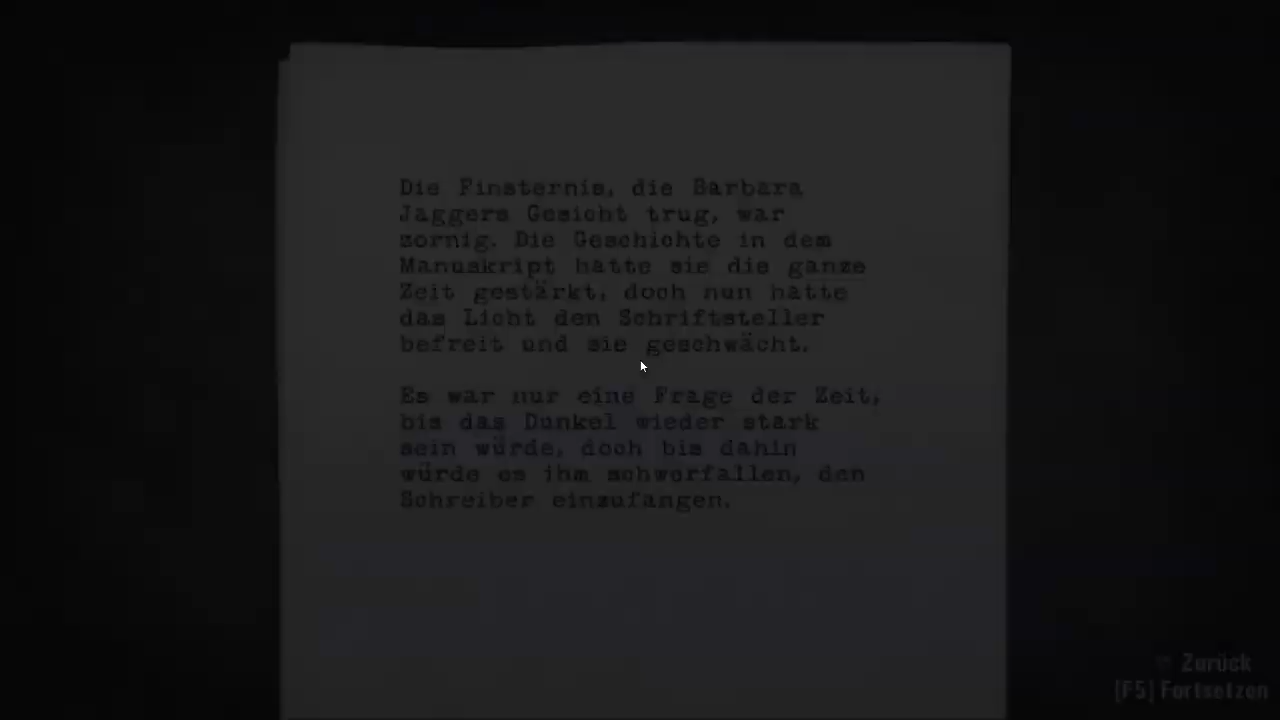 Die Finsternis, die Barbara
Jaggers Gesicht trug, war
zornig. Die Geschichte in dem
Manuskript hatte sie die ganze
Zeit gestärkt, doch nun hatte
das Licht den Schriftsteller
befreit und sie geschwächt.
Es war nur eine Frage der Zeit,
bis das Dunkel wieder stark
sein würde, doch bis dahin
würde es ihm schwerfallen, den
Schreiber einzufangen.
Zurück
[F5] Fortsetzen